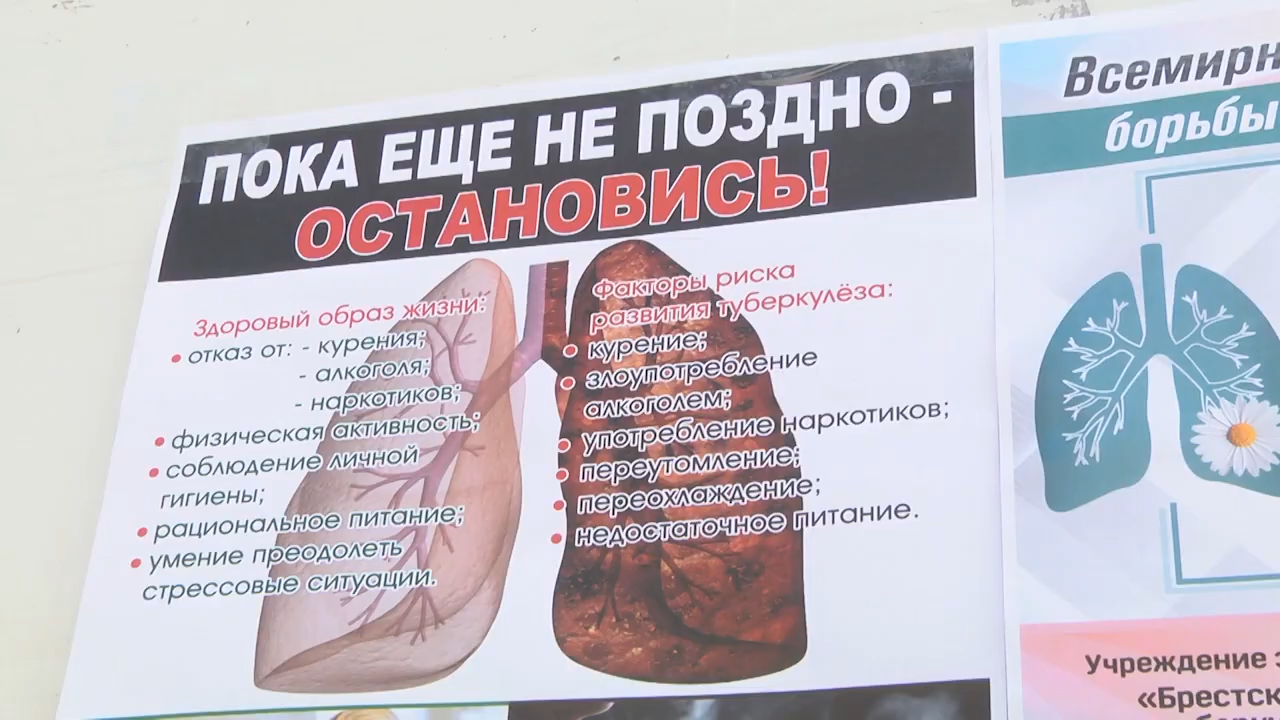 ПОКА ЕЩЕ НЕ ПОЗДНО -
ОСТАНОВИСЬ!
Здоровый образ жизни:
• отказ от: - курения;
- алкоголя;
- наркотиков;
• физическая активность;
• соблюдение личной
гигиены;
• рациональное питание;
• умение преодолеть
стрессовые ситуации.
Факторы риска
развития туберкулёза:
• курение;
• злоупотребление
алкоголем;
• употребление наркотиков;
• переутомление;
• переохлаждение;
• недостаточное питание.
Всемирн
борьбы
Учреждение з
«Брестск